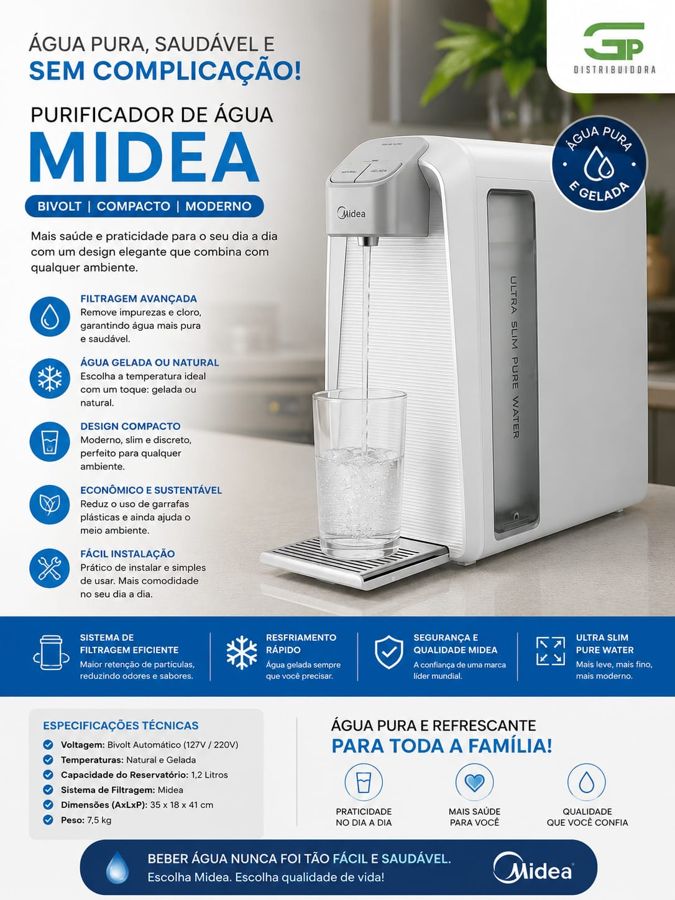 ÁGUA PURA, SAUDÁVEL E
SEM COMPLICAÇÃO!
GP
DISTRIBUIDORA
PURIFICADOR DE ÁGUA
MIDEA
BIVOLT | COMPACTO | MODERNO
ÁGUA PURA
E GELADA
Mais saúde e praticidade para o seu dia a dia
com um design elegante que combina com
qualquer ambiente.
Midea
ULTRA SLIM PURE WATER
FILTRAGEM AVANÇADA
Remove impurezas e cloro,
garantindo água mais pura
e saudável.
ÁGUA GELADA OU NATURAL
Escolha a temperatura ideal
com um toque: gelada ou
natural.
DESIGN COMPACTO
Moderno, slim e discreto,
perfeito para qualquer
ambiente.
ECONÔMICO E SUSTENTÁVEL
Reduz o uso de garrafas
plásticas e ainda ajuda o
meio ambiente.
FÁCIL INSTALAÇÃO
Prático de instalar e simples
de usar. Mais comodidade
no seu dia a dia.
SISTEMA DE
FILTRAGEM EFICIENTE
Maior retenção de partículas,
reduzindo odores e sabores.
RESFRIAMENTO
RÁPIDO
Água gelada sempre
que você precisar.
SEGURANÇA E
QUALIDADE MIDEA
A confiança de uma marca
líder mundial.
ULTRA SLIM
PURE WATER
Mais leve, mais fino,
mais moderno.
ESPECIFICAÇÕES TÉCNICAS
Voltagem: Bivolt Automático (127V / 220V)
Temperaturas: Natural e Gelada
Capacidade do Reservatório: 1,2 Litros
Sistema de Filtragem: Midea
Dimensões (AxLxP): 35 x 18 x 41 cm
Peso: 7,5 kg
ÁGUA PURA E REFRESCANTE
PARA TODA A FAMÍLIA!
PRATICIDADE
NO DIA A DIA
MAIS SAÚDE
PARA VOCÊ
QUALIDADE
QUE VOCÊ CONFIA
BEBER ÁGUA NUNCA FOI TÃO FÁCIL E SAUDÁVEL.
Escolha Midea. Escolha qualidade de vida!
Midea